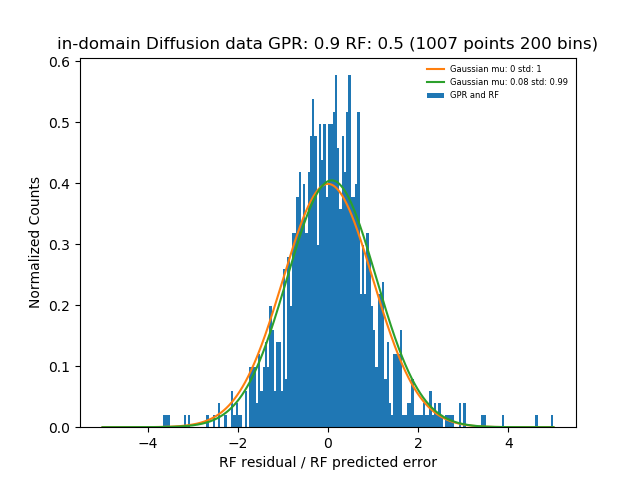 in-domain Diffusion data GPR: 0.9 RF: 0.5 (1007 points 200 bins)
Gaussian mu: 0 std: 1
Gaussian mu: 0.08 std: 0.99
GPR and RF
Normalized Counts
0.6
0.5
0.4
0.3
0.2
0.1
0.0
−4
−2
0
2
4
RF residual / RF predicted error